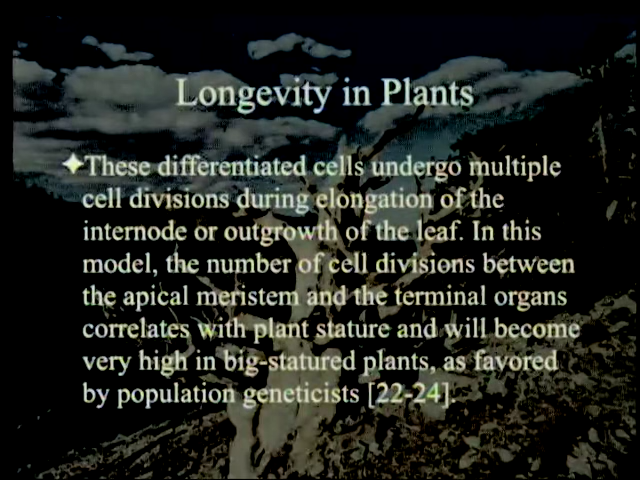 Longevity in Plants
✦These differentiated cells undergo multiple
cell divisions during elongation of the
internode or outgrowth of the leaf. In this
model, the number of cell divisions between
the apical meristem and the terminal organs
correlates with plant stature and will become
very high in big-statured plants, as favored
by population geneticists [22-24].